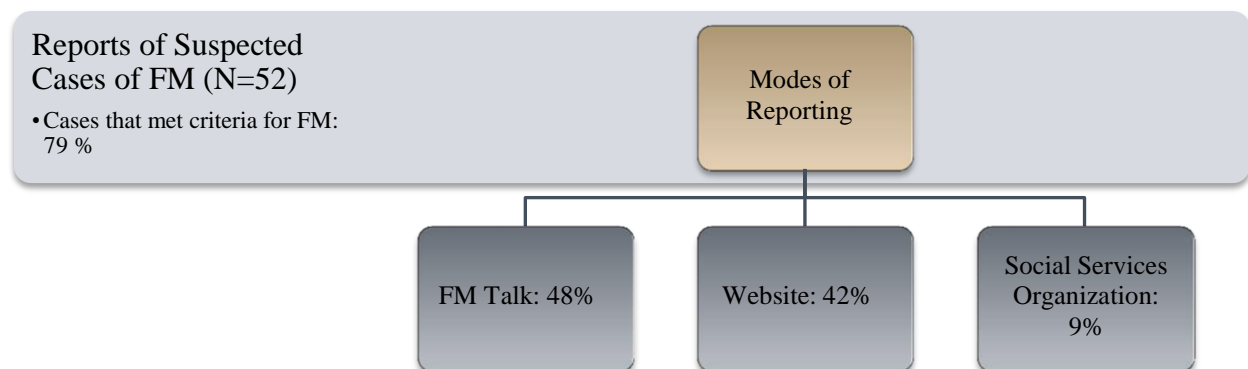 Reports of Suspected
Cases of FM (N=52)
•Cases that met criteria for FM:
79 %
Modes of
Reporting
FM Talk: 48%
Website: 42%
Social Services
Organization:
9%